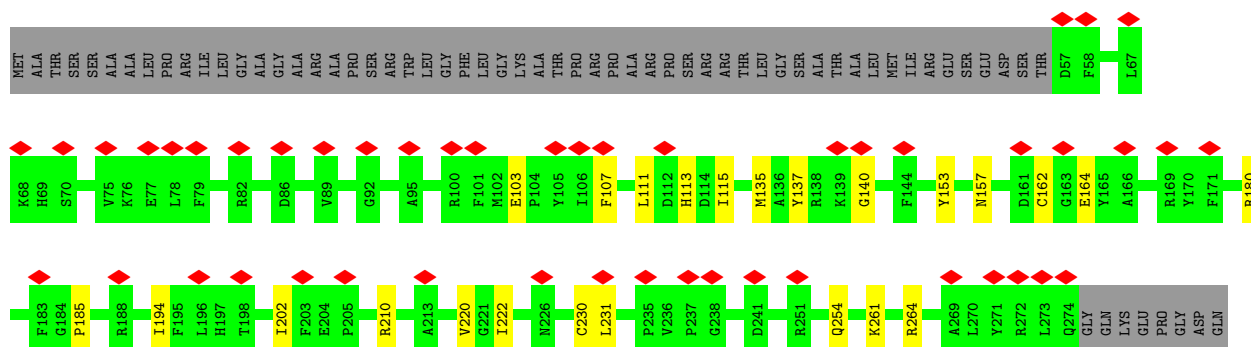 MET ALA THR SER SER ALA ALA LEU PRO ARG ILE LEU GLY ALA GLY ALA ARG ALA PRO SER ARG TRP LEU GLY PHE LEU GLY LYS ALA THR PRO ARG PRO ALA ARG PRO SER ARG ARG THR LEU GLY SER ALA THR ALA LEU MET ILE ARG GLU SER GLU ASP SER THR D57 F58 L67
K68 H69 S70 V75 K76 E77 L78 F79 R82 D86 V89 G92 A95 R100 F101 M102 E103 P104 Y105 I106 F107 L111 D112 H113 D114 I115 M135 A136 Y137 R138 K139 G140 F144 Y153 N157 D161 C162 G163 E164 Y165 A166 R169 Y170 F171 R180
F183 G184 P185 R188 I194 F195 L196 H197 T198 I202 F203 E204 P205 R210 A213 V220 G221 I222 N226 C230 L231 P235 V236 P237 G238 D241 R251 Q254 K261 R264 A269 L270 Y271 R272 L273 Q274 GLY GLN LYS GLU PRO GLY ASP GLN